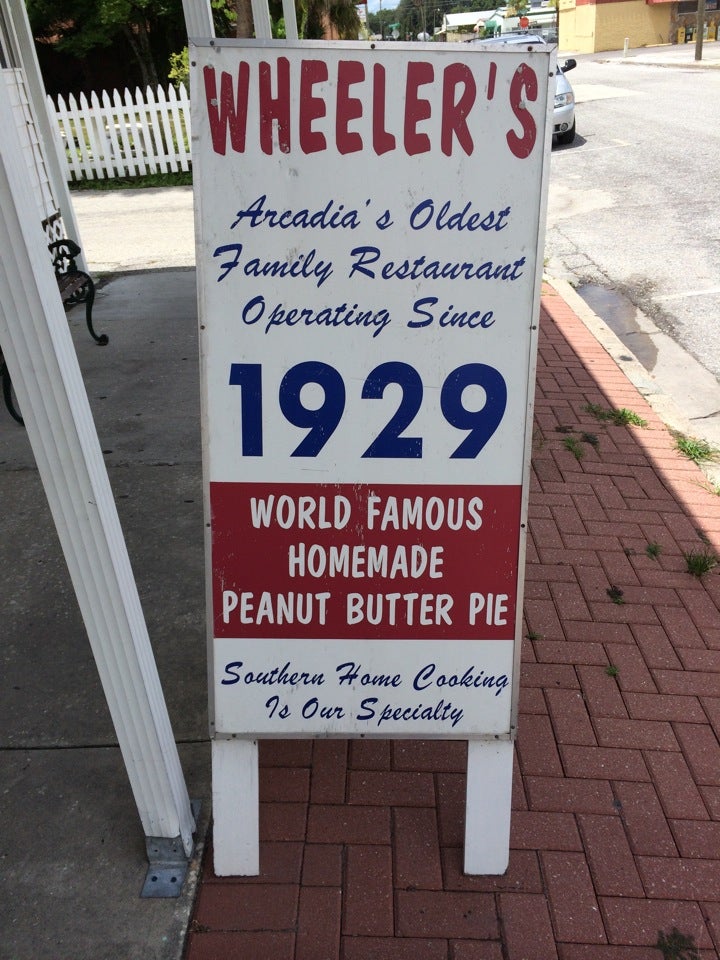 WHEELER'S
Arcadia's Oldest
Family Restaurant
Operating Since
1929
WORLD FAMOUS
HOMEMADE
PEANUT BUTTER PIE
Southern Home Cooking
Is Our Specialty